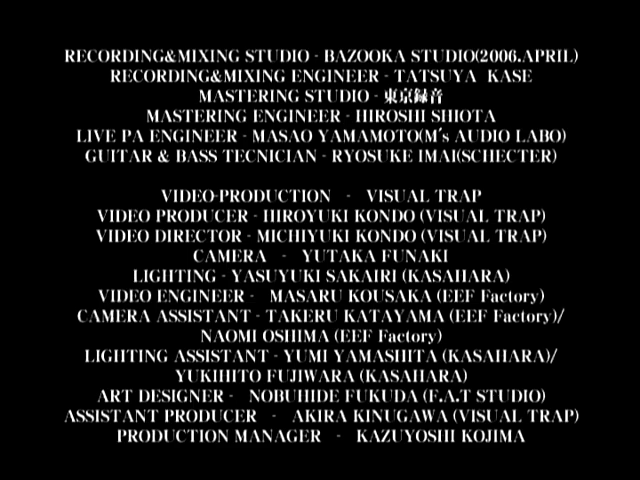 RECORDING&MIXING STUDIO - BAZOOKA STUDIO(2006.APRIL)
RECORDING&MIXING ENGINEER - TATSUYA KASE
MASTERING STUDIO - 東京録音
MASTERING ENGINEER - HIROSHI SHIOTA
LIVE PA ENGINEER - MASAO YAMAMOTO(M's AUDIO LABO)
GUITAR & BASS TECNICIAN - RYOSUKE IMAI(SCHECTER)
VIDEO-PRODUCTION - VISUAL TRAP
VIDEO PRODUCER - HIROYUKI KONDO (VISUAL TRAP)
VIDEO DIRECTOR - MICHIYUKI KONDO (VISUAL TRAP)
CAMERA - YUTAKA FUNAKI
LIGHTING - YASUYUKI SAKAIRI (KASAHARA)
VIDEO ENGINEER - MASARU KOUSAKA (EEF Factory)
CAMERA ASSISTANT - TAKERU KATAYAMA (EEF Factory)/
NAOMI OSHIMA (EEF Factory)
LIGHTING ASSISTANT - YUMI YAMASHITA (KASAHARA)/
YUKIHITO FUJIWARA (KASAHARA)
ART DESIGNER - NOBUHIDE FUKUDA (F.A.T STUDIO)
ASSISTANT PRODUCER - AKIRA KINUGAWA (VISUAL TRAP)
PRODUCTION MANAGER - KAZUYOSHI KOJIMA